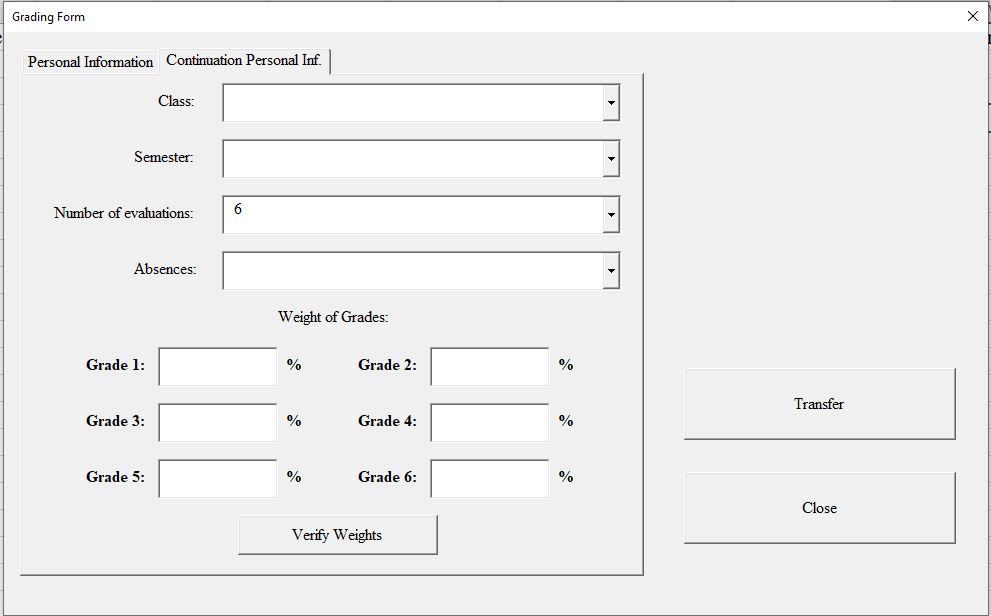 Grading Form
Personal Information
Continuation Personal Inf.
Class:
Semester:
Number of evaluations: 6
Absences:
Weight of Grades:
Grade 1: % Grade 2: %
Grade 3: % Grade 4: %
Grade 5: % Grade 6: %
Verify Weights
Transfer
Close